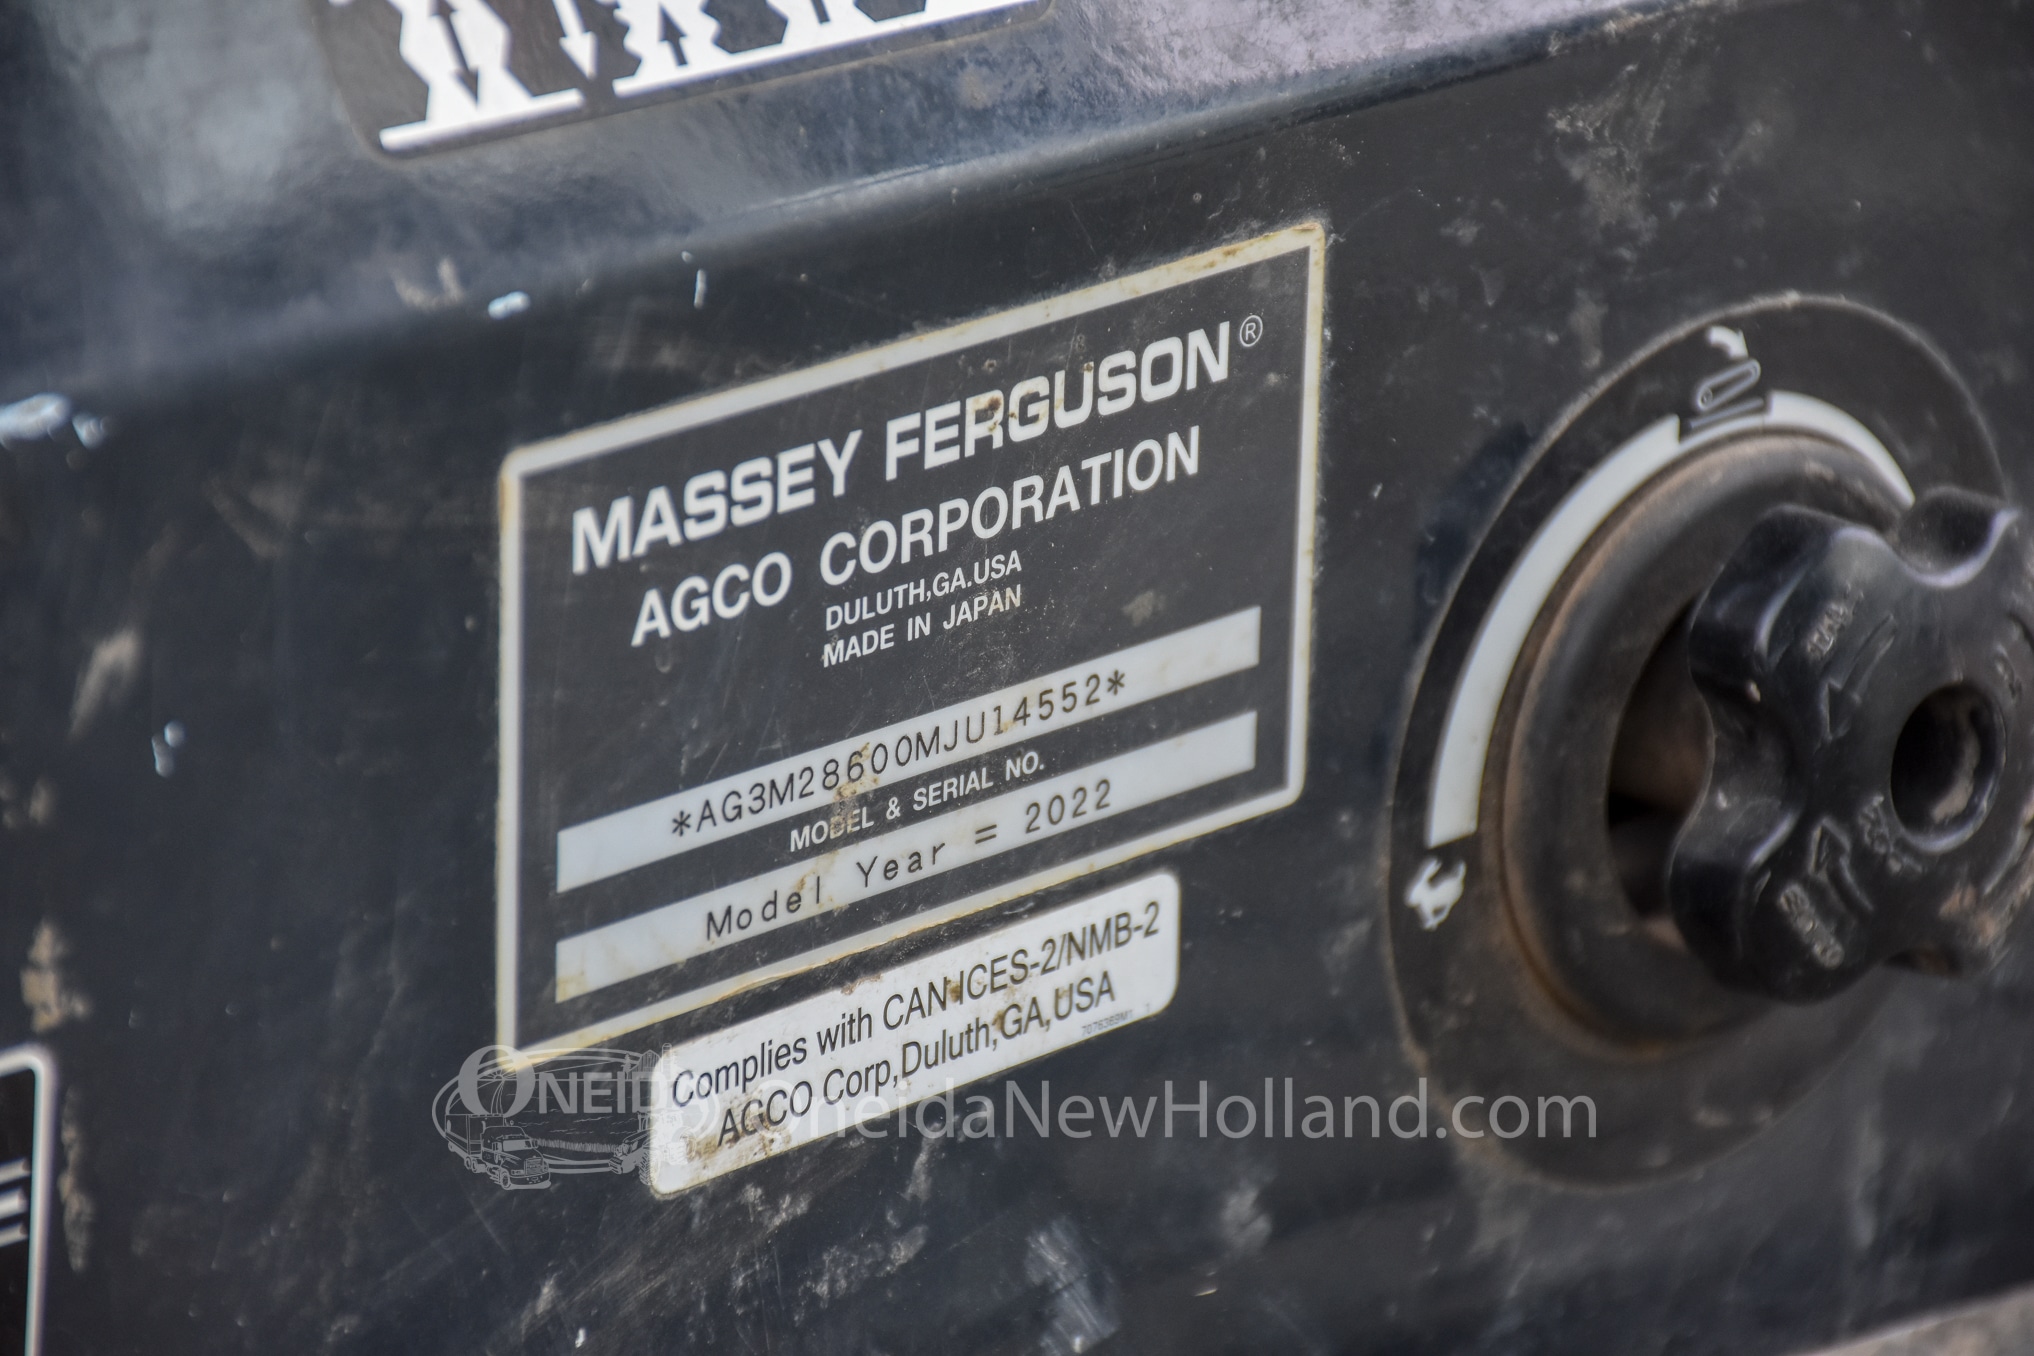 MASSEY FERGUSON®
AGCO CORPORATION
DULUTH,GA.USA
MADE IN JAPAN
*AG3M28600MJU14552*
MODEL & SERIAL NO.
Model Year = 2022
Complies with CAN ICES-2/NMB-2
AGCO Corp,Duluth,GA,USA
ONEID
OneidaNewHolland.com